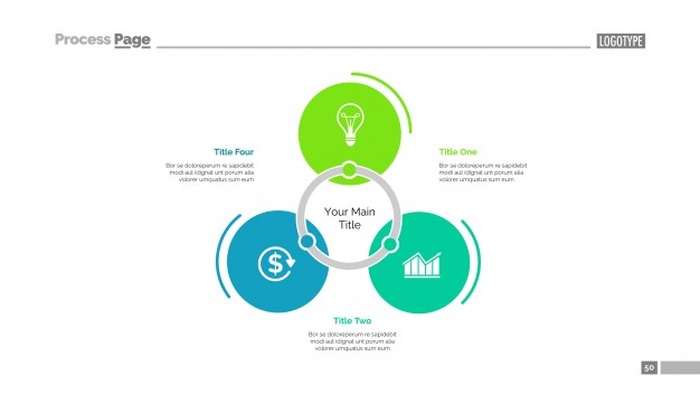 Process Page
LOGOTYPE
Title Four
Bor se doloreperum re sapidebit
modi aut idignat unt porum alia
volorer umquatus sum eum
Title One
Bor se doloreperum re sapidebit
modi aut idignat unt porum alia
volorer umquatus sum eum
Your Main
Title
$
Title Two
Bor se doloreperum re sapidebit
modi aut idignat unt porum alia
volorer umquatus sum eum
50